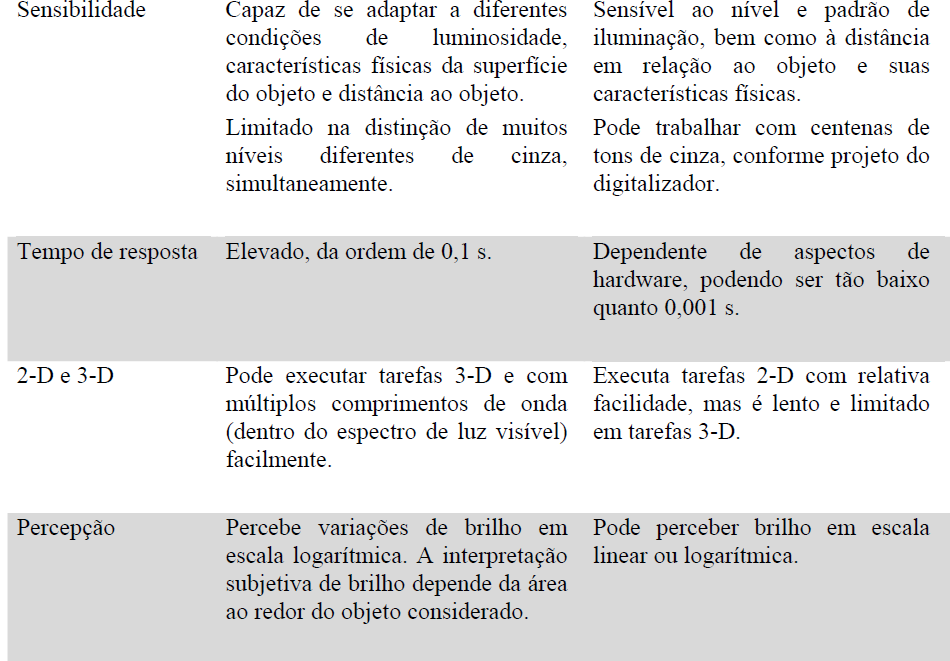 Sensibilidade
Capaz de se adaptar a diferentes
condições de luminosidade,
características físicas da superfície
do objeto e distância ao objeto.
Limitado na distinção de muitos
níveis diferentes de cinza,
simultaneamente.
Sensível ao nível e padrão de
iluminação, bem como à distância
em relação ao objeto e suas
características físicas.
Pode trabalhar com centenas de
tons de cinza, conforme projeto do
digitalizador.
Tempo de resposta
Elevado, da ordem de 0,1 s.
Dependente de aspectos de
hardware, podendo ser tão baixo
quanto 0,001 s.
2-D e 3-D
Pode executar tarefas 3-D e com
múltiplos comprimentos de onda
(dentro do espectro de luz visível)
facilmente.
Executa tarefas 2-D com relativa
facilidade, mas é lento e limitado
em tarefas 3-D.
Percepção
Percebe variações de brilho em
escala logarítmica. A interpretação
subjetiva de brilho depende da área
ao redor do objeto considerado.
Pode perceber brilho em escala
linear ou logarítmica.